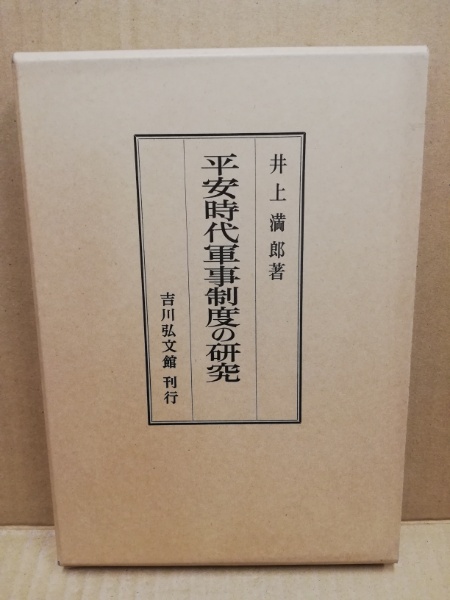 井上満郎著
平安時代軍事制度の研究
吉川弘文館 刊行